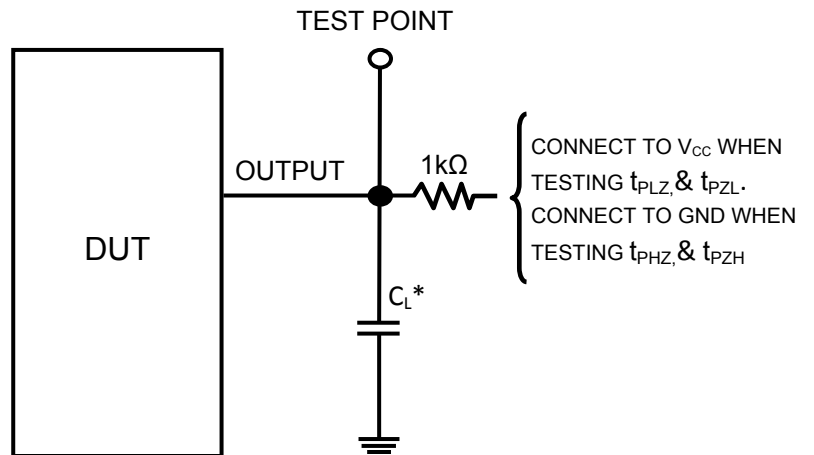 TEST POINT
OUTPUT
1kΩ
DUT
CONNECT TO VCC WHEN
TESTING tPLZ,& tPZL.
CONNECT TO GND WHEN
TESTING tPHZ,& tPZH
CL*